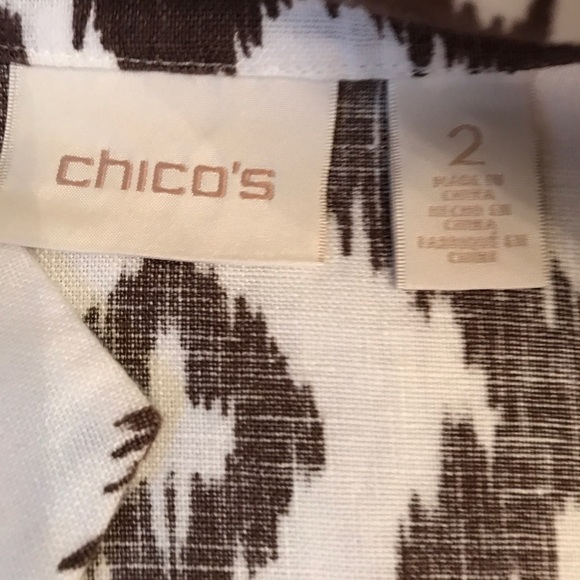 chico's
2
MADE IN
CHINA
HECHO EN
CHINA
FABRIQUÉ EN
CHINE